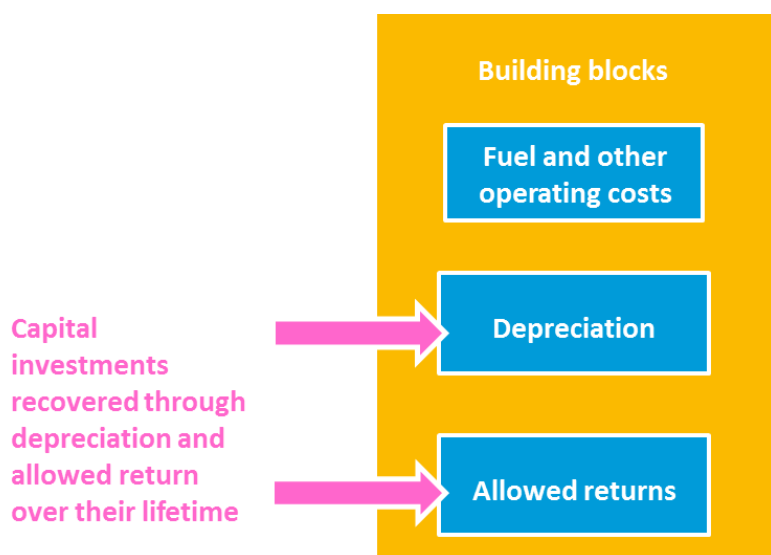 Building blocks
Fuel and other
operating costs
Depreciation
Capital
investments
recovered through
depreciation and
allowed return
over their lifetime
Allowed returns